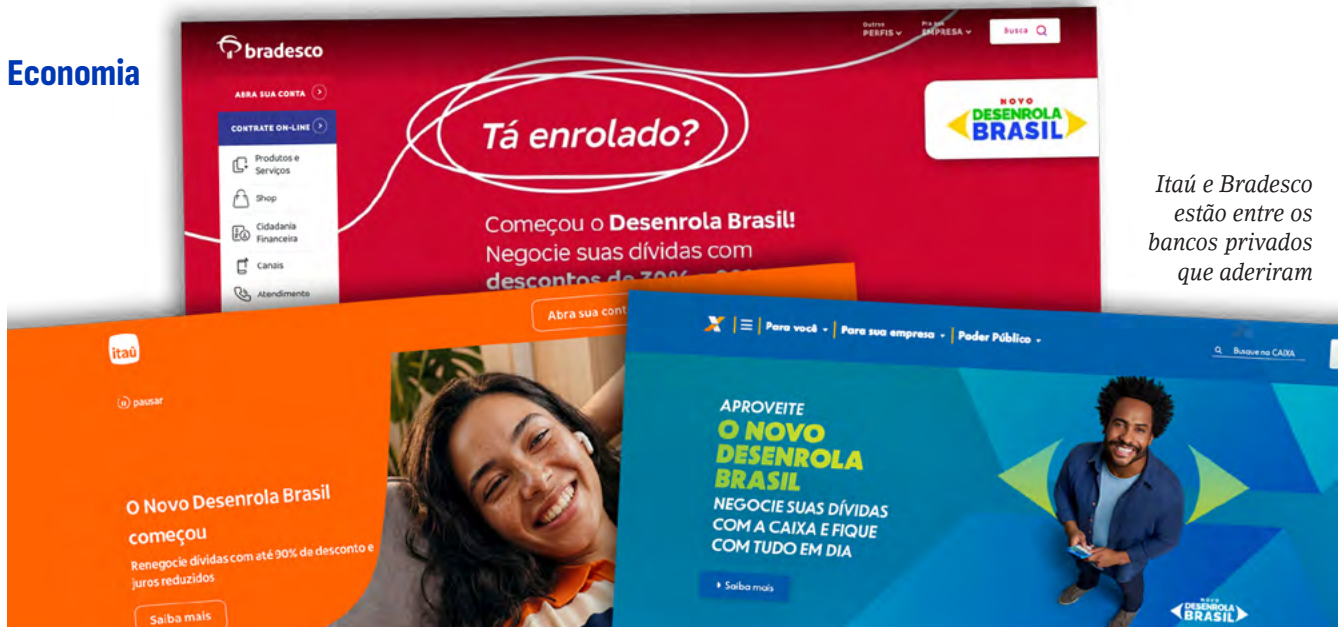 Economia
bradesco
Outros
PERFIS
Pra sua
EMPRESA
Busca
ABRA SUA CONTA
CONTRATE ON-LINE
Produtos e
Serviços
Shop
Cidadania
Financeira
Canais
Atendimento
Tá enrolado?
Começou o Desenrola Brasil!
Negocie suas dívidas com
descontos de 30%
NOVO
DESENROLA
BRASIL
Itaú e Bradesco
estão entre os
bancos privados
que aderiram
itaú
pausar
Abra sua cont
O Novo Desenrola Brasil
começou
Renegocie dívidas com até 90% de desconto e
juros reduzidos
Saiba mais
X
Para você
Para sua empresa
Poder Público
Busque na CAIXA
APROVEITE
O NOVO
DESENROLA
BRASIL
NEGOCIE SUAS DÍVIDAS
COM A CAIXA E FIQUE
COM TUDO EM DIA
Saiba mais
NOVO
DESENROLA
BRASIL